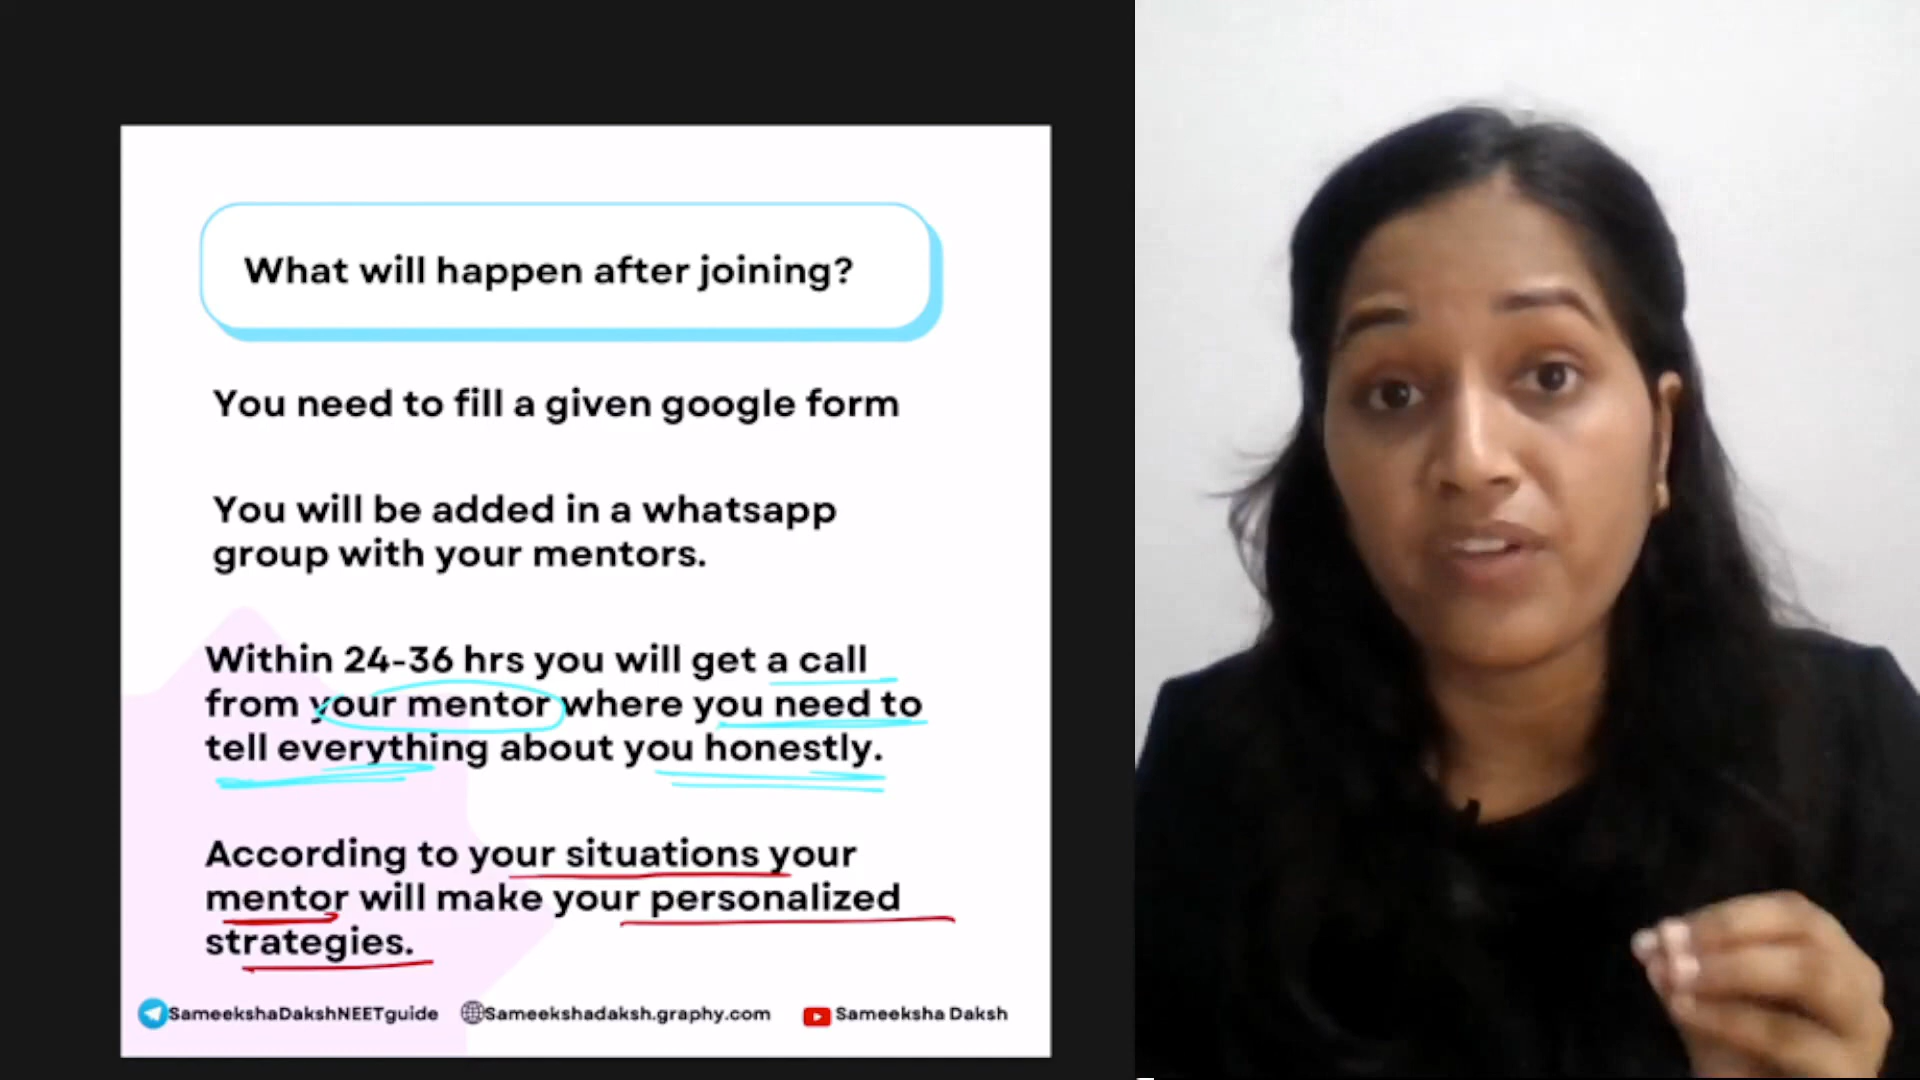 What will happen after joining?
You need to fill a given google form
You will be added in a whatsapp
group with your mentors.
Within 24-36 hrs you will get a call
from your mentor where you need to
tell everything about you honestly.
According to your situations your
mentor will make your personalized
strategies.
SameekshaDakshNEETguide Sameekshadaksh.graphy.com Sameeksha Daksh